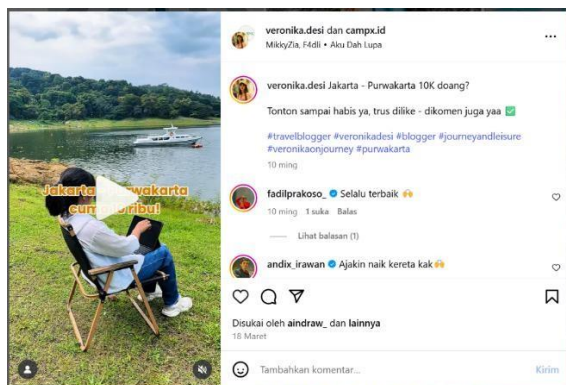 veronika.desi dan campx.id
MikkyZia, F4dli • Aku Dah Lupa
veronika.desi Jakarta - Purwakarta 10K doang?
Tonton sampai habis ya, trus dilike - dikomen juga yaa ✅
#travelblogger #veronikadesi #blogger #journeyandleisure
#veronikaonjourney #purwakarta
10 ming
fadilprakoso_ Selalu terbaik 🙌
10 ming 1 suka Balas
Lihat balasan (1)
andix_irawan Ajakin naik kereta kak🙌
Disukai oleh aindraw_ dan lainnya
18 Maret
Tambahkan komentar...
Kirim
Jakarta
ribu!